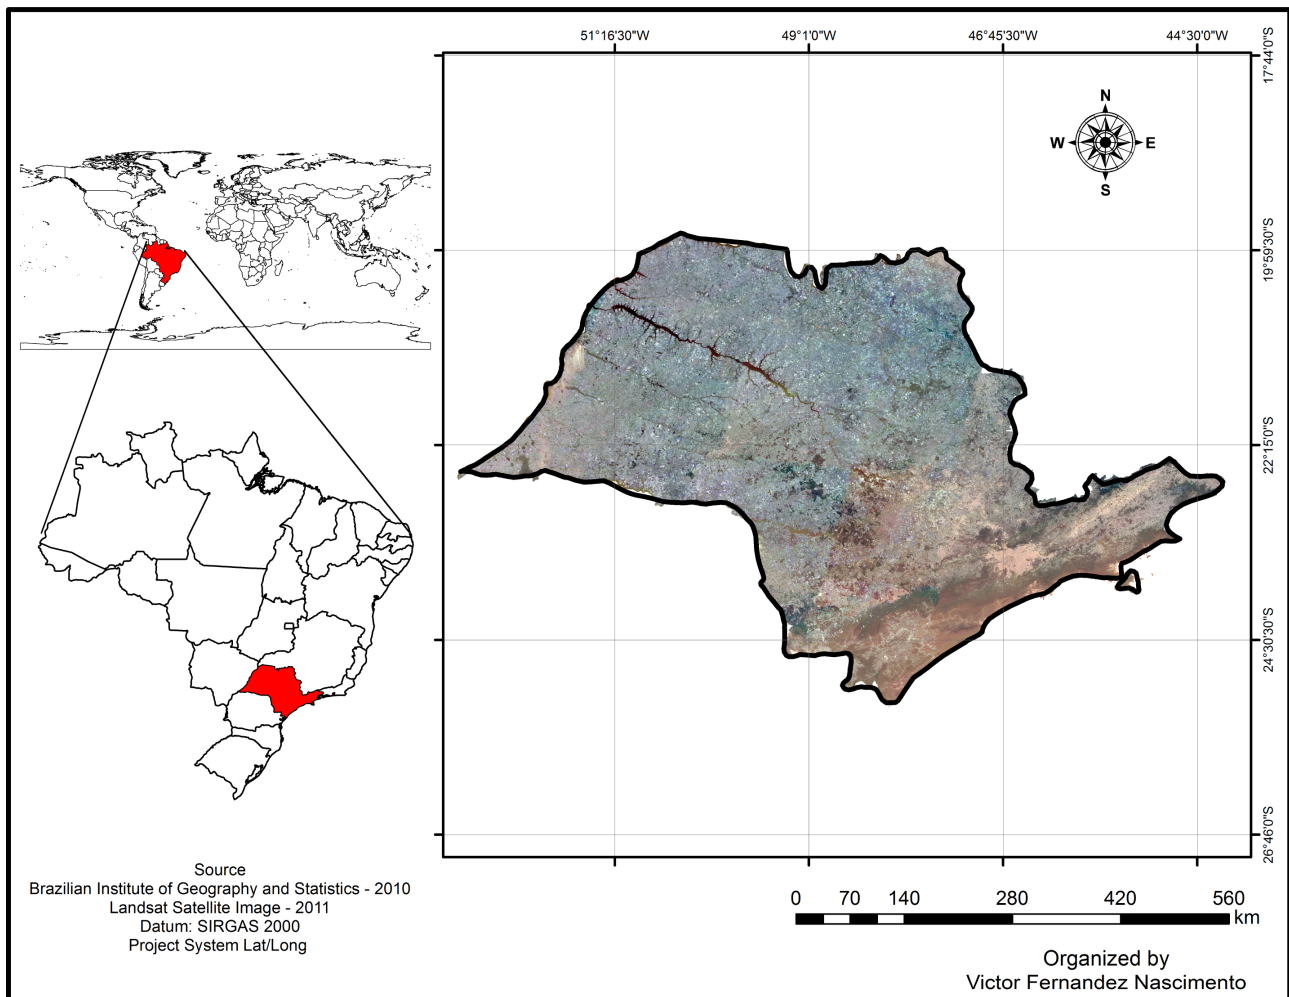 51°16'30"W 49°1'0"W 46°45'30"W 44°30'0"W
17°44'0"S
N
W E
S
19°59'30"S
22°15'0"S
24°30'30"S
26°46'0"S
Source
Brazilian Institute of Geography and Statistics - 2010
Landsat Satellite Image - 2011
Datum: SIRGAS 2000
Project System Lat/Long
0 70 140 280 420 560
km
Organized by
Victor Fernandez Nascimento